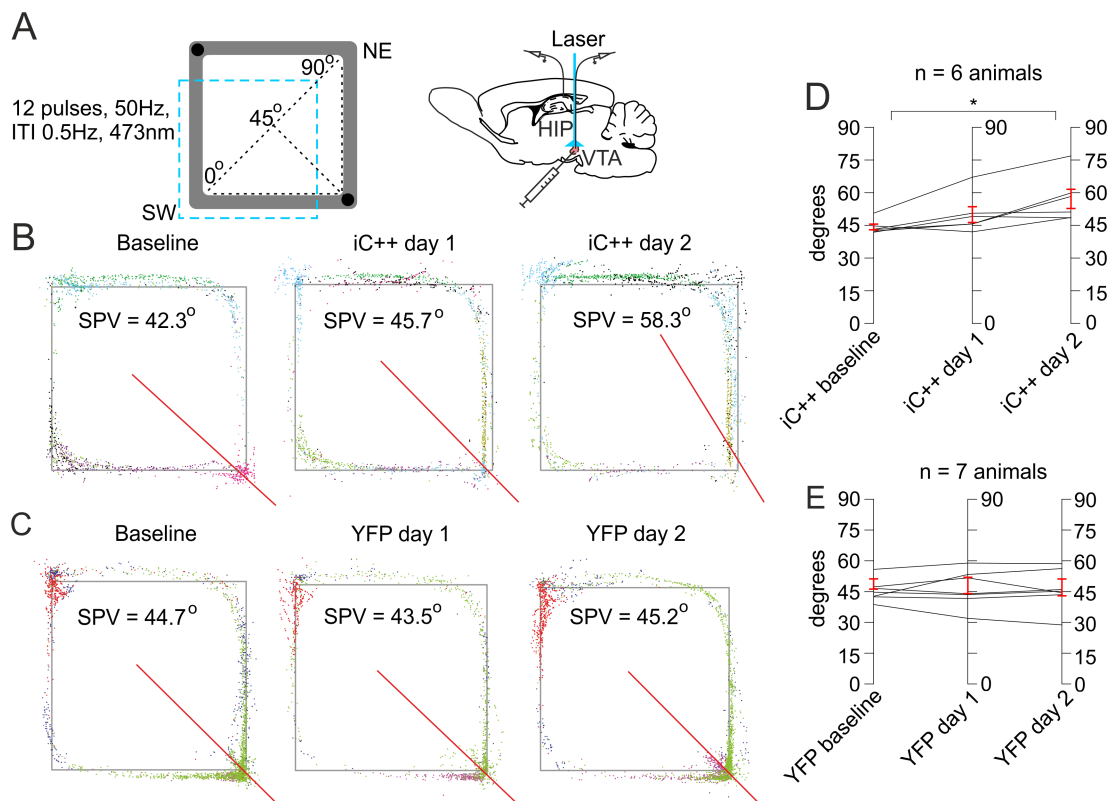 A
NE
90°
12 pulses, 50Hz,
ITI 0.5Hz, 473nm
45°
0°
SW
Laser
HIP
VTA
B
Baseline
iC++ day 1
iC++ day 2
SPV = 42.3°
SPV = 45.7°
SPV = 58.3°
C
Baseline
YFP day 1
YFP day 2
SPV = 44.7°
SPV = 43.5°
SPV = 45.2°
D
n = 6 animals
*
degrees
90
75
60
45
30
15
0
90
0
90
75
60
45
30
15
0
iC++ baseline
iC++ day 1
iC++ day 2
E
n = 7 animals
degrees
90
75
60
45
30
15
0
90
0
90
75
60
45
30
15
0
YFP baseline
YFP day 1
YFP day 2